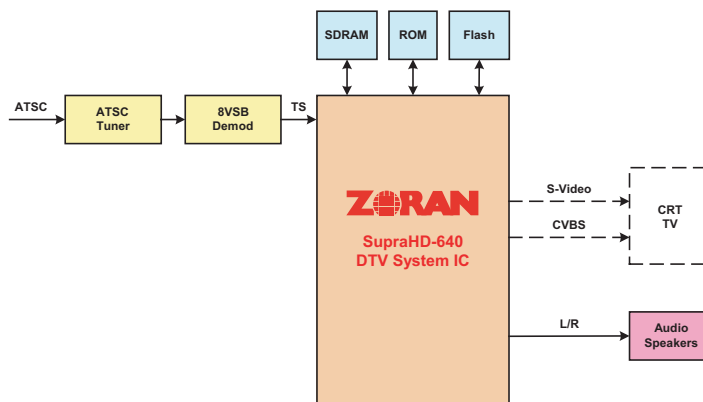 SDRAM
ROM
Flash
ATSC
ATSC
Tuner
8VSB
Demod
TS
ZORAN
SupraHD-640
DTV System IC
S-Video
CVBS
CRT
TV
L/R
Audio
Speakers